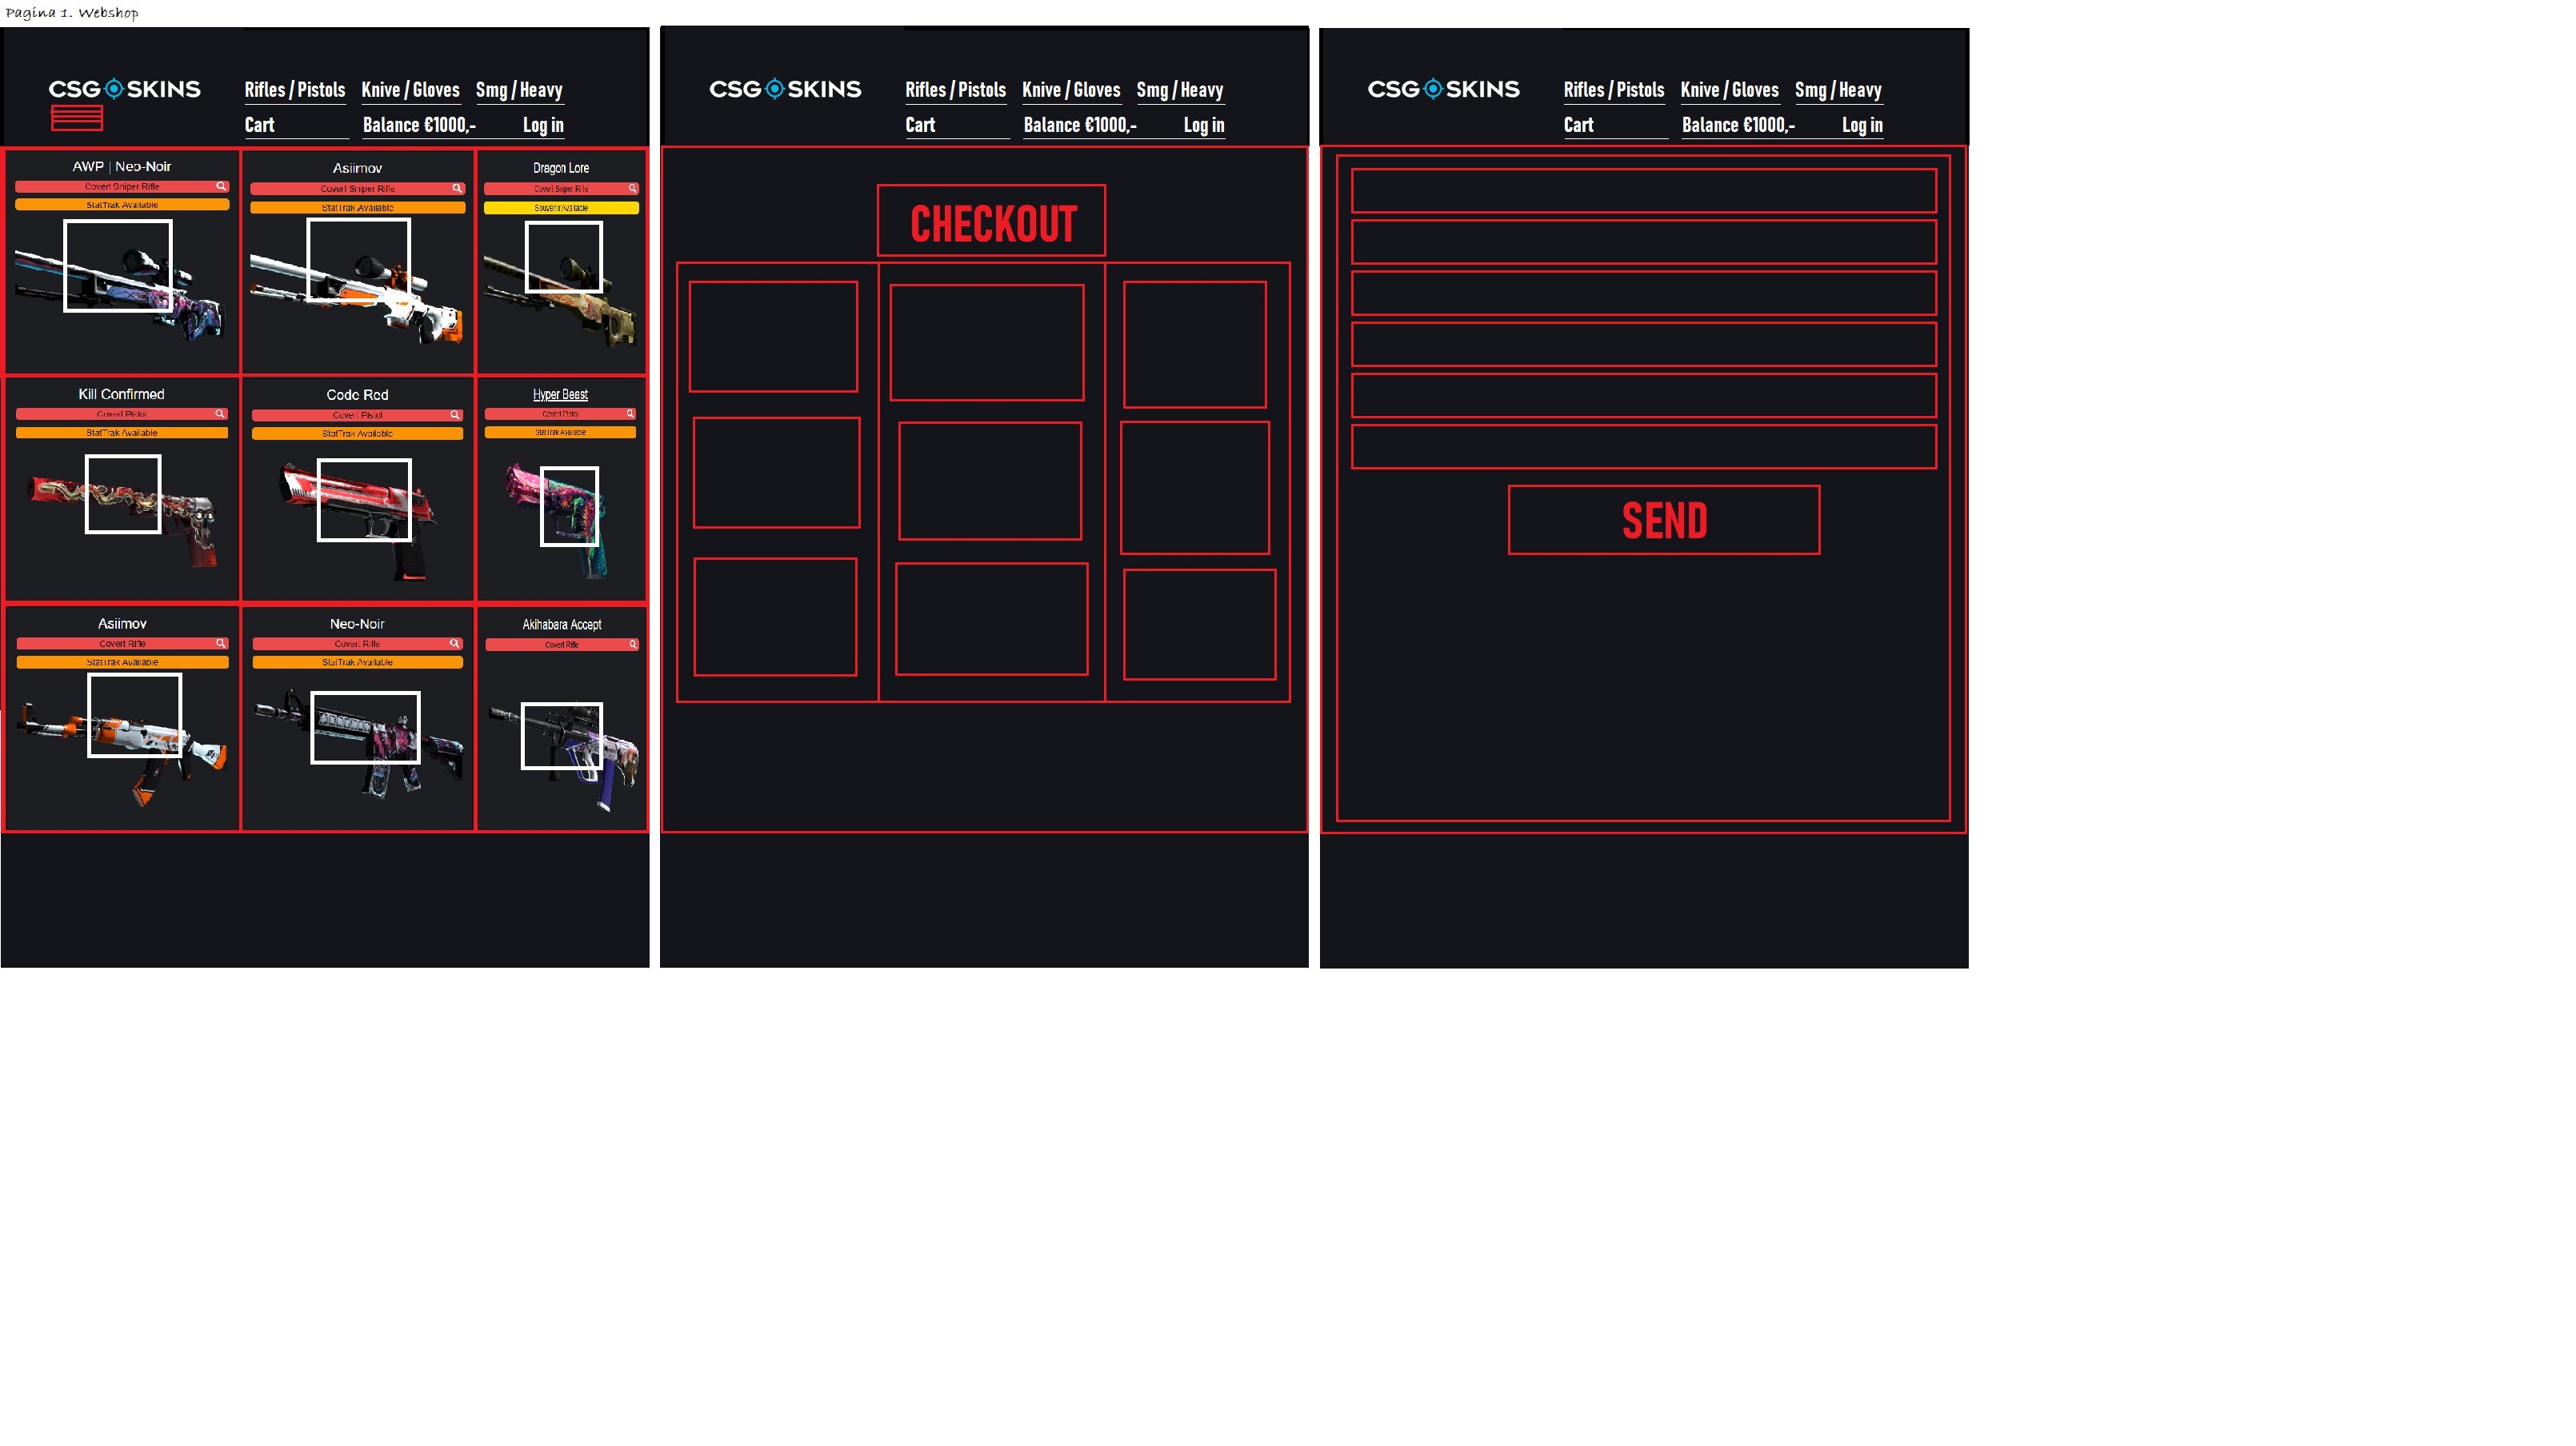 Pagina 1. Webshop
CSG SKINS
Rifles / Pistols Knive / Gloves Smg / Heavy
Cart Balance €1000,- Log in
AWP | Neo-Noir
Covert Sniper Rifle
StatTrak Available
Asiimov
Covert Sniper Rifle
StatTrak Available
Dragon Lore
Covert Sniper Rifle
Souvenir Available
Kill Confirmed
Covert Pistol
StatTrak Available
Code Red
Covert Pistol
StatTrak Available
Hyper Beast
Covert Pistol
StatTrak Available
Asiimov
Covert Rifle
StatTrak Available
Neo-Noir
Covert Rifle
StatTrak Available
Akihabara Accept
Covert Rifle
CSG SKINS
Rifles / Pistols Knive / Gloves Smg / Heavy
Cart Balance €1000,- Log in
CHECKOUT
CSG SKINS
Rifles / Pistols Knive / Gloves Smg / Heavy
Cart Balance €1000,- Log in
SEND